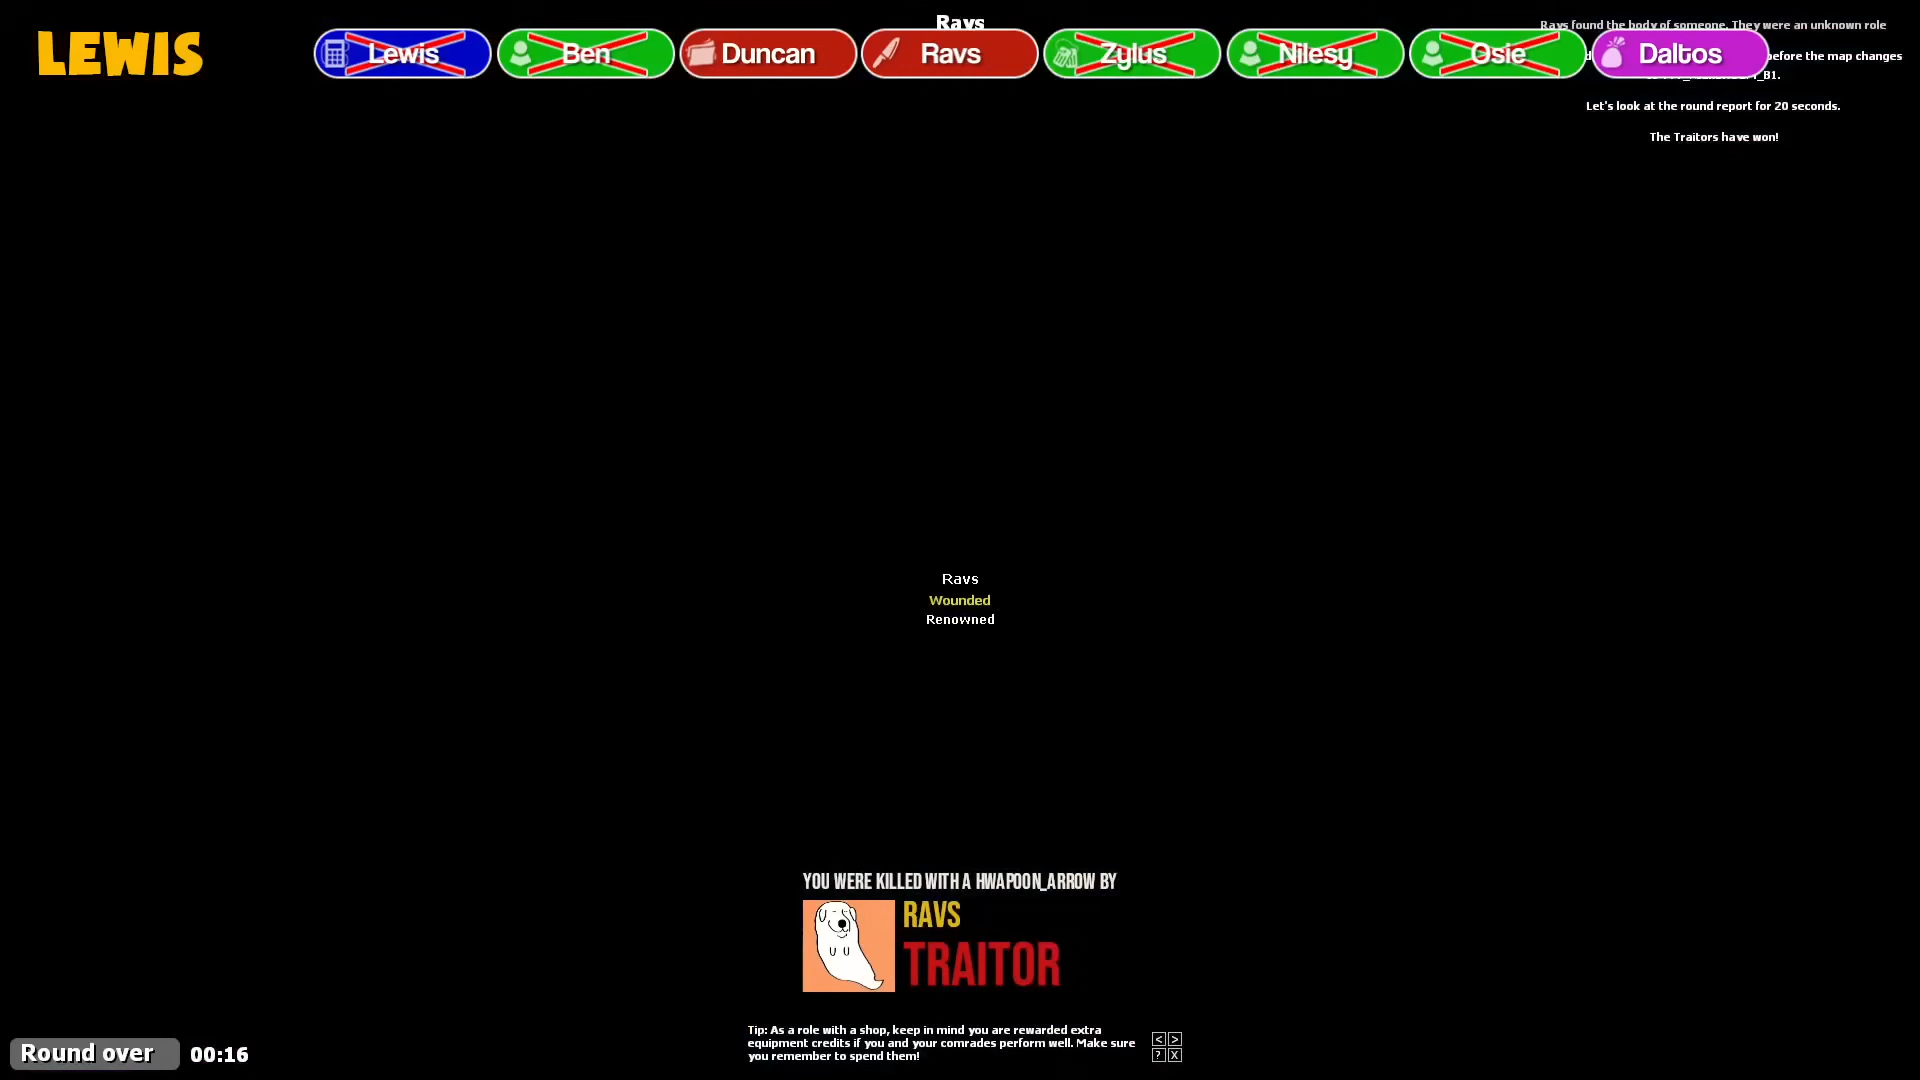 LEWIS
Ravs
Lewis
Ben
Duncan
Ravs
Zylus
Nilesy
Osie
Daltos
Ravs found the body of someone. They were an unknown role
before the map changes
_B1.
Let's look at the round report for 20 seconds.
The Traitors have won!
Ravs
Wounded
Renowned
YOU WERE KILLED WITH A HWAPOON_ARROW BY
RAVS
TRAITOR
Tip: As a role with a shop, keep in mind you are rewarded extra
equipment credits if you and your comrades perform well. Make sure
you remember to spend them!
< >
? X
Round over 00:16